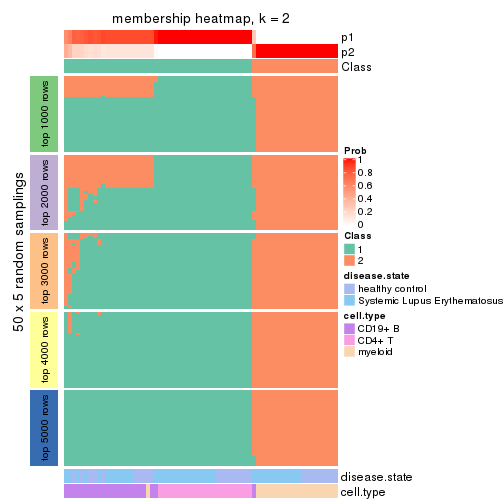 membership heatmap, k = 2
p1
p2
Class
50 x 5 random samplings
top 1000 rows
top 2000 rows
top 3000 rows
top 4000 rows
top 5000 rows
Prob
1
0.8
0.6
0.4
0.2
0
Class
1
2
disease.state
healthy control
Systemic Lupus Erythematosus
cell.type
CD19+ B
CD4+ T
myeloid
disease.state
cell.type